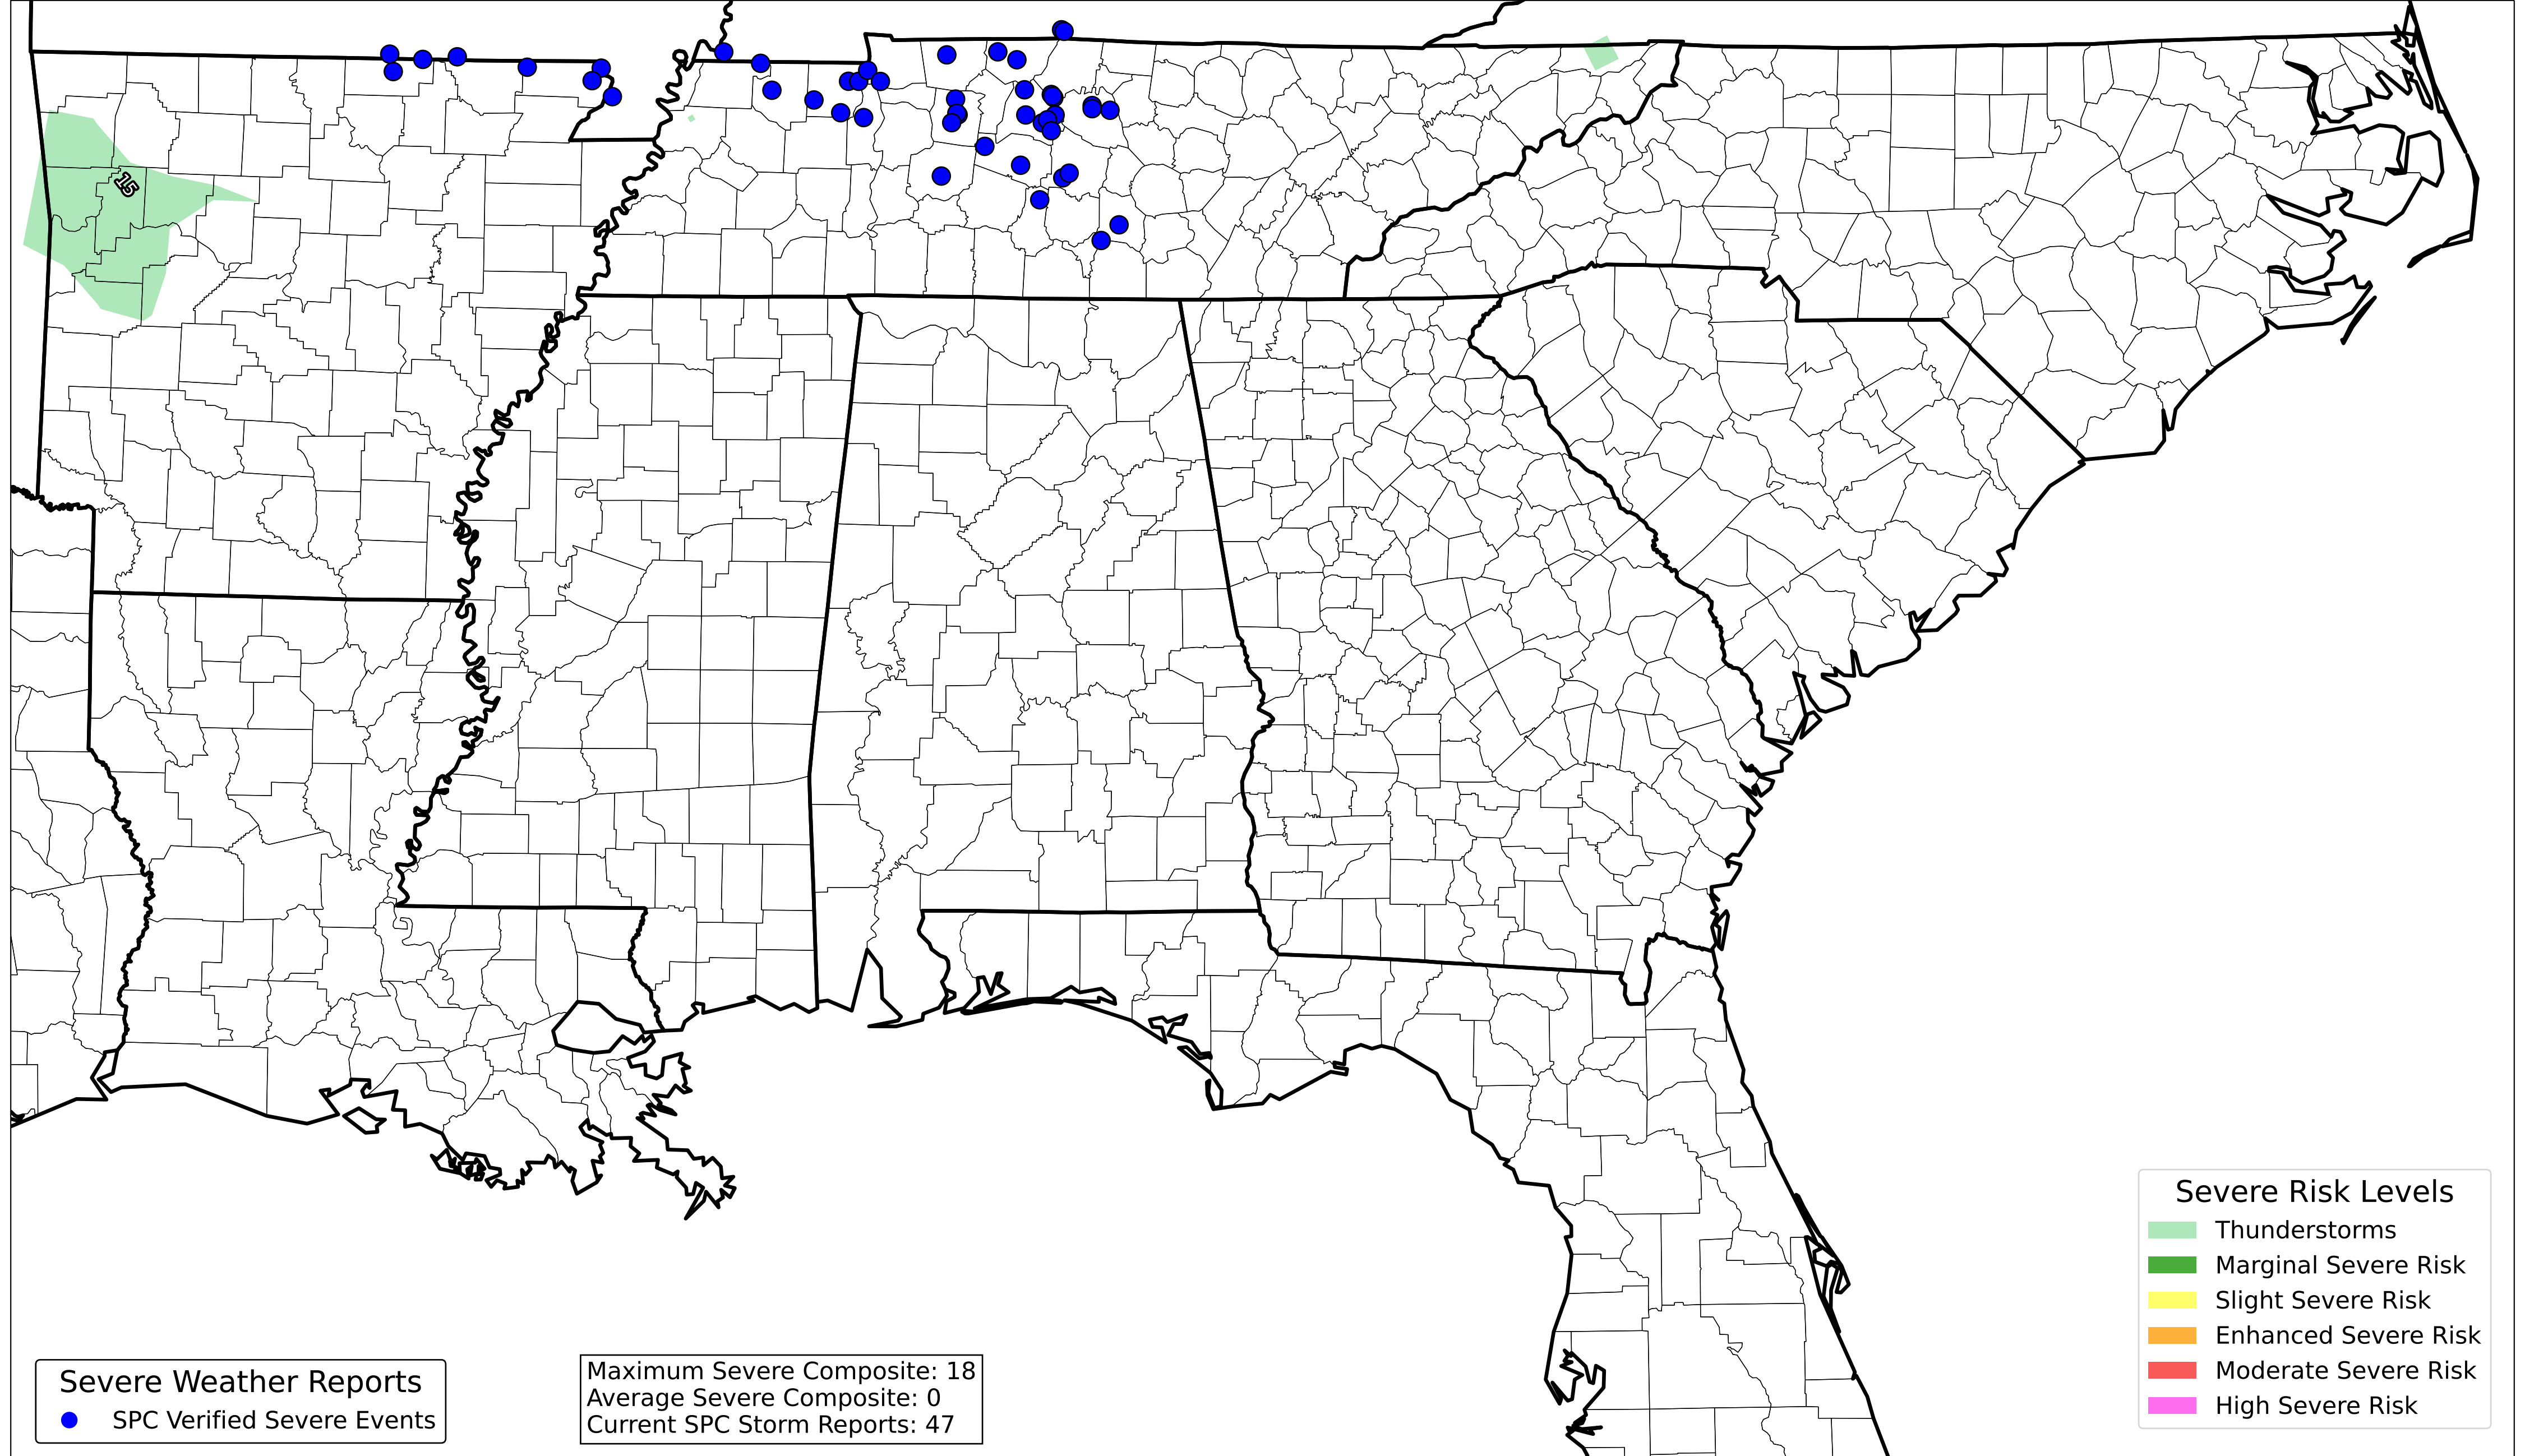 15
Severe Risk Levels
Thunderstorms
Marginal Severe Risk
Slight Severe Risk
Enhanced Severe Risk
Moderate Severe Risk
High Severe Risk
Severe Weather Reports
SPC Verified Severe Events
Maximum Severe Composite: 18
Average Severe Composite: 0
Current SPC Storm Reports: 47